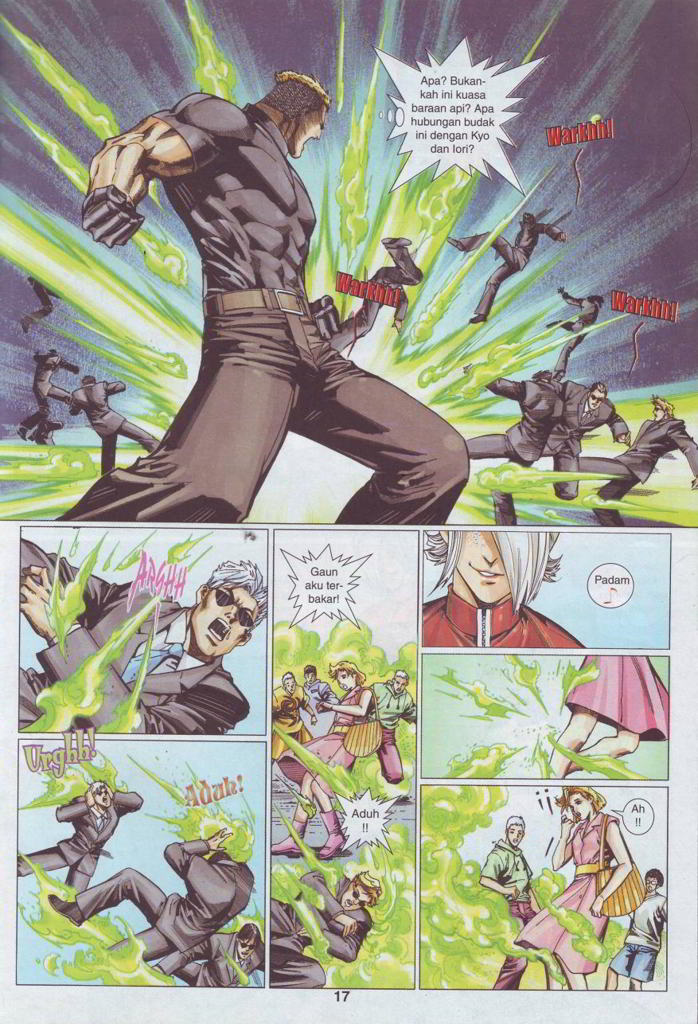 Apa? Bukan-
kah ini kuasa
baraan api? Apa
hubungan budak
ini dengan Kyo
dan Iori?
Warkhh!
Warkhh!
Warkhh!
ARGHH
Urghh!
Aduh!
Gaun
aku ter-
bakar!
Aduh
!!
Padam
Ah
!!
17